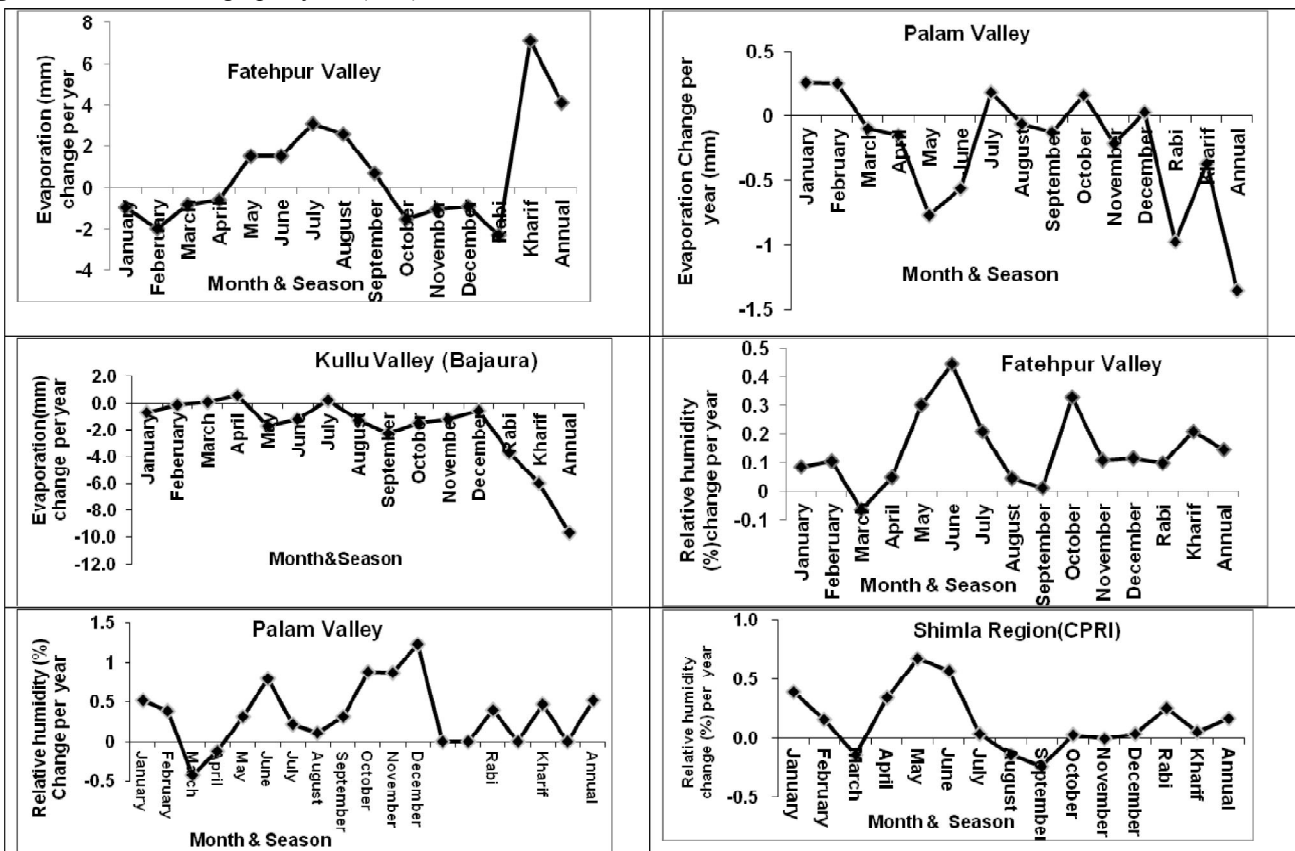 8
6
4
2
0
-2
-4
Evaporation (mm)
change per yer
Fatehpur Valley
January
Feberuary
March
April
May
June
July
August
September
October
November
December
Rabi
Kharif
Annual
Month & Season
Palam Valley
0.5
0
-0.5
-1
-1.5
Evaporation Change per
year (mm)
January
February
March
April
May
June
July
August
September
October
November
December
Rabi
Kharif
Annual
Month & Season
Kullu Valley (Bajaura)
2.0
0.0
-2.0
-4.0
-6.0
-8.0
-10.0
-12.0
Evaporation(mm)
change per year
January
Feberuary
March
April
May
June
July
August
September
October
November
December
Rabi
Kharif
Annual
Month&Season
Fatehpur Valley
0.5
0.4
0.3
0.2
0.1
0
-0.1
Relative humidity
(%)change per year
January
February
March
April
May
June
July
August
September
October
November
December
Rabi
Kharif
Annual
Month & Season
Palam Valley
1.5
1
0.5
0
-0.5
Relative humidity (%)
Change per year
January
February
March
April
May
June
July
August
September
October
November
December
Rabi
Kharif
Annual
Month & Season
Shimla Region(CPRI)
1.0
0.5
0.0
-0.5
Relative humidity
change (%) per year
January
February
March
April
May
June
July
August
September
October
November
December
Rabi
Kharif
Annual
Month & Season